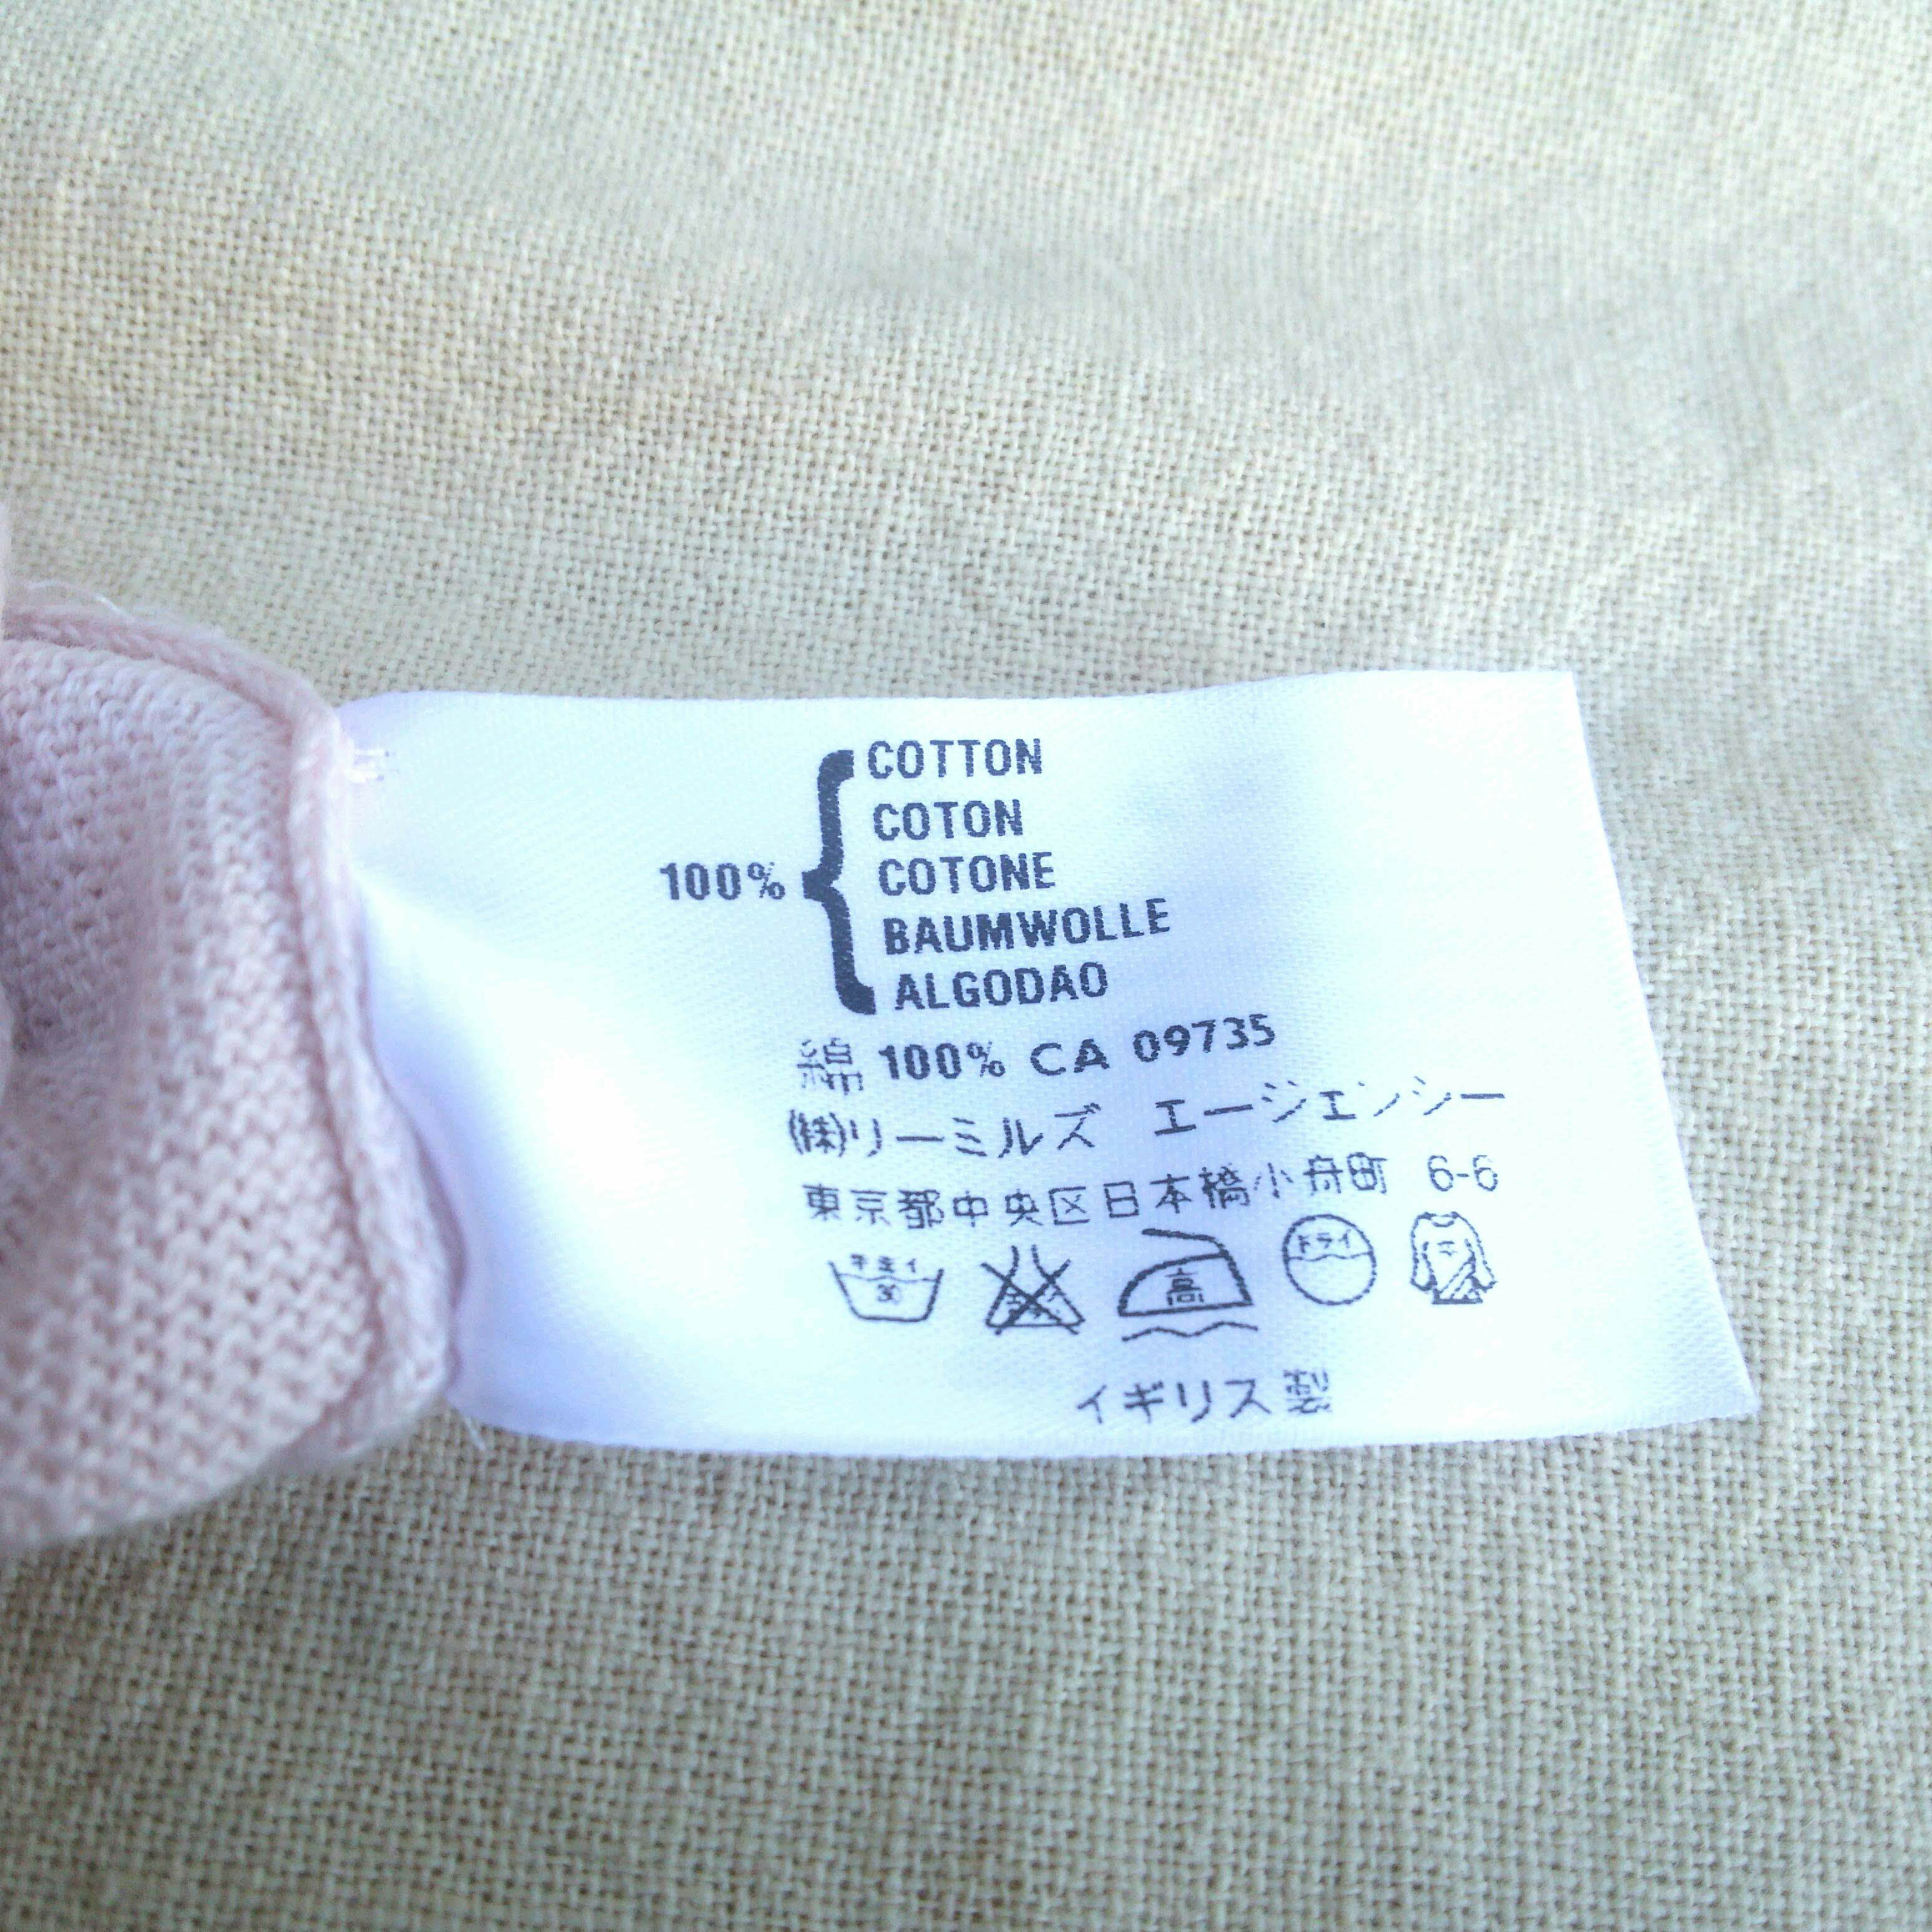 100%
COTTON
COTON
COTONE
BAUMWOLLE
ALGODAO
綿 100% CA 09735
㈱リーミルズ エージェンシー
東京都中央区日本橋小舟町 6-6
手洗イ 30 高 ドライ
イギリス製